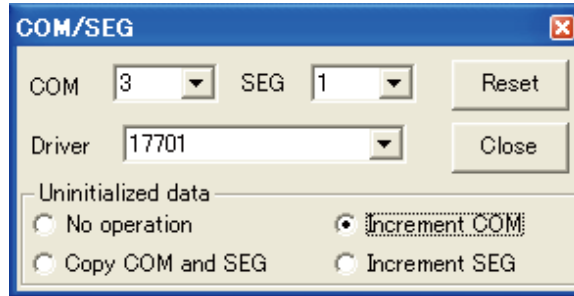 COM/SEG
COM 3 SEG 1 Reset
Driver 17701 Close
Uninitialized data
No operation Increment COM
Copy COM and SEG Increment SEG